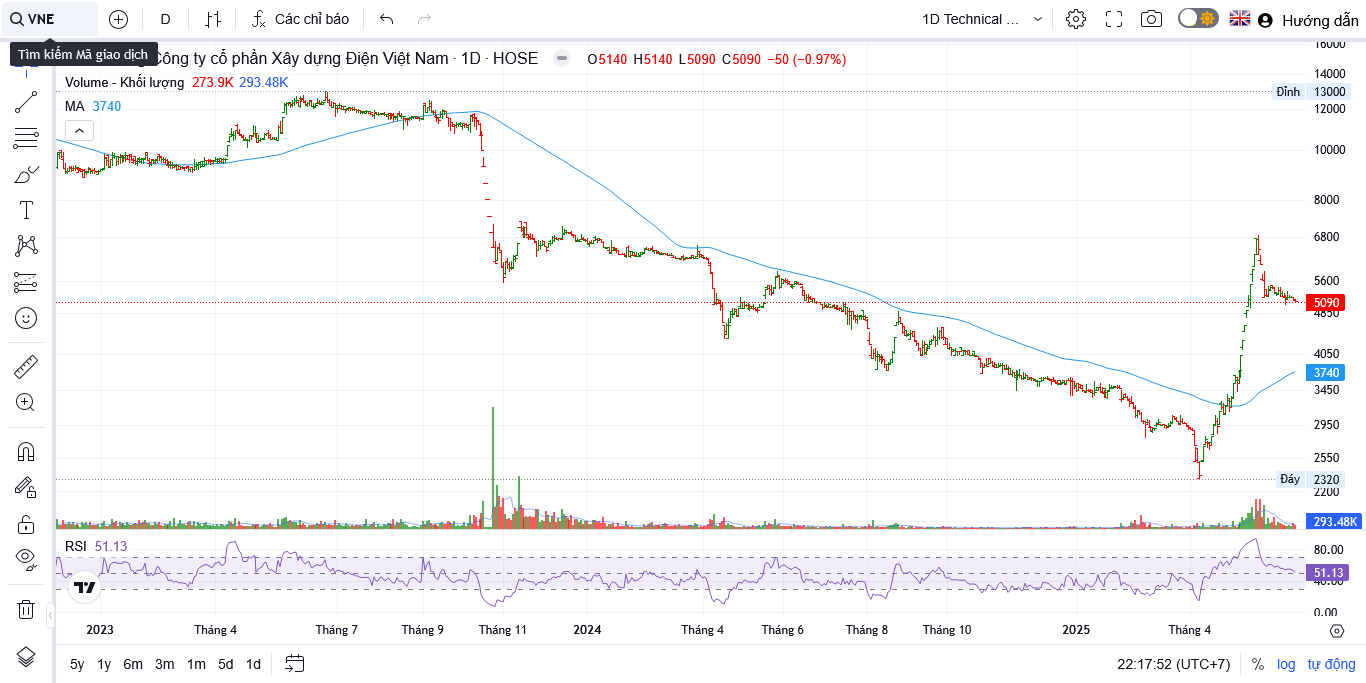 VNE
D
Các chỉ báo
1D Technical ...
Hướng dẫn
Tìm kiếm Mã giao dịch
Công ty cổ phần Xây dựng Điện Việt Nam · 1D · HOSE
O5140 H5140 L5090 C5090 −50 (−0.97%)
Volume - Khối lượng 273.9K 293.48K
MA 3740
16000
14000
Đỉnh 13000
12000
10000
8000
6800
5600
5090
4850
4050
3740
3450
2950
2550
Đáy 2320
2200
293.48K
RSI 51.13
80.00
51.13
40.00
0.00
2023 Tháng 4 Tháng 7 Tháng 9 Tháng 11 2024 Tháng 4 Tháng 6 Tháng 8 Tháng 10 2025 Tháng 4
5y 1y 6m 3m 1m 5d 1d
22:17:52 (UTC+7) % log tự động